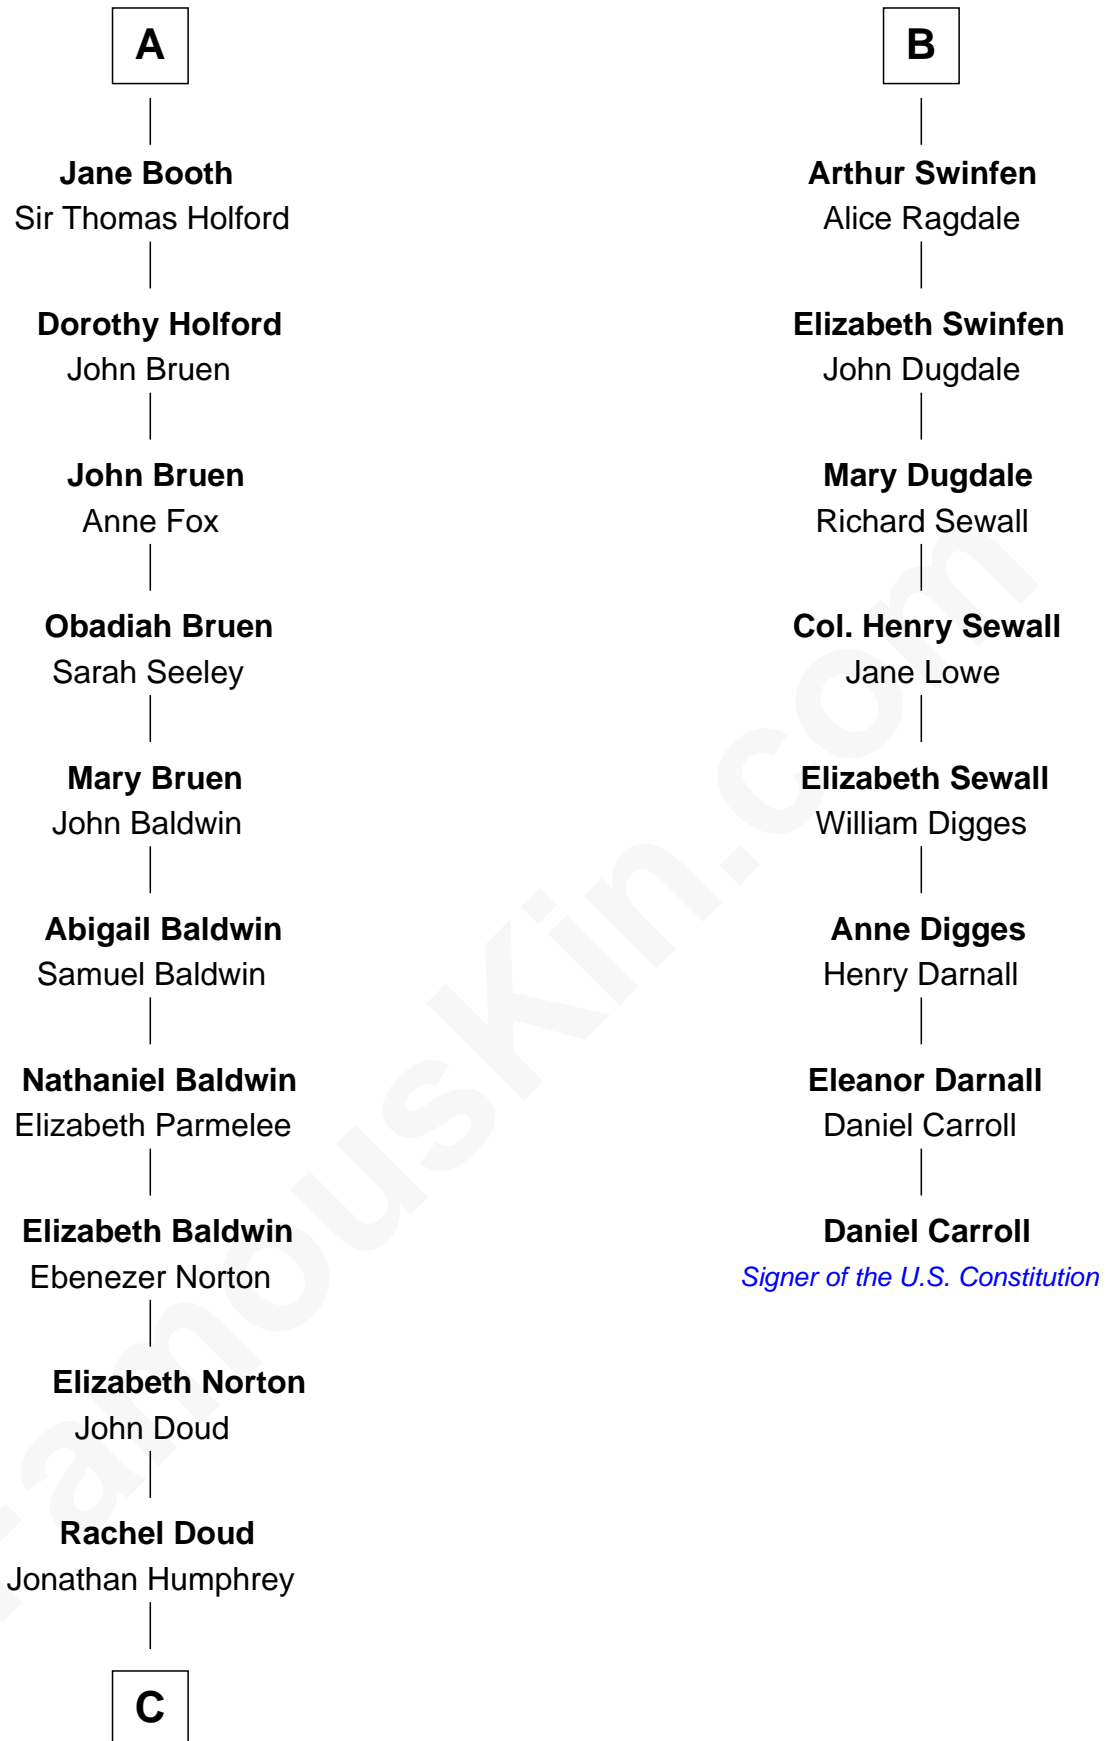 A
Jane Booth
Sir Thomas Holford
Dorothy Holford
John Bruen
John Bruen
Anne Fox
Obadiah Bruen
Sarah Seeley
Mary Bruen
John Baldwin
Abigail Baldwin
Samuel Baldwin
Nathaniel Baldwin
Elizabeth Parmelee
Elizabeth Baldwin
Ebenezer Norton
Elizabeth Norton
John Doud
Rachel Doud
Jonathan Humphrey
C
B
Arthur Swinfen
Alice Ragdale
Elizabeth Swinfen
John Dugdale
Mary Dugdale
Richard Sewall
Col. Henry Sewall
Jane Lowe
Elizabeth Sewall
William Digges
Anne Digges
Henry Darnall
Eleanor Darnall
Daniel Carroll
Daniel Carroll
Signer of the U.S. Constitution
FamousKin.com